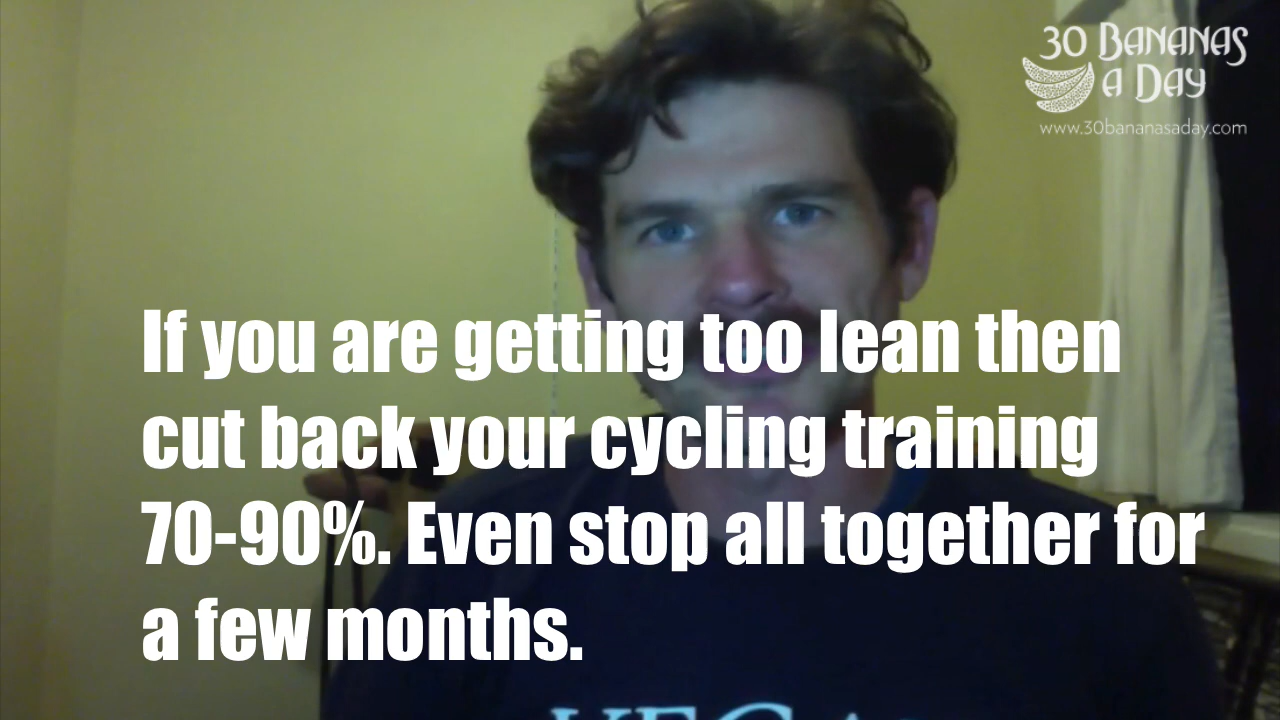 30 BANANAS
A DAY
www.30bananasaday.com
If you are getting too lean then
cut back your cycling training
70-90%. Even stop all together for
a few months.